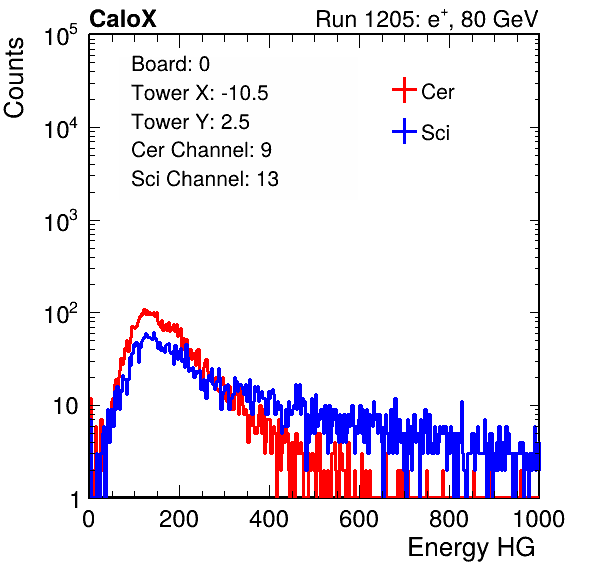 CaloX Run 1205: e⁺, 80 GeV
Counts
Board: 0
Tower X: -10.5
Tower Y: 2.5
Cer Channel: 9
Sci Channel: 13
Cer
Sci
10⁵
10⁴
10³
10²
10
1
0 200 400 600 800 1000
Energy HG